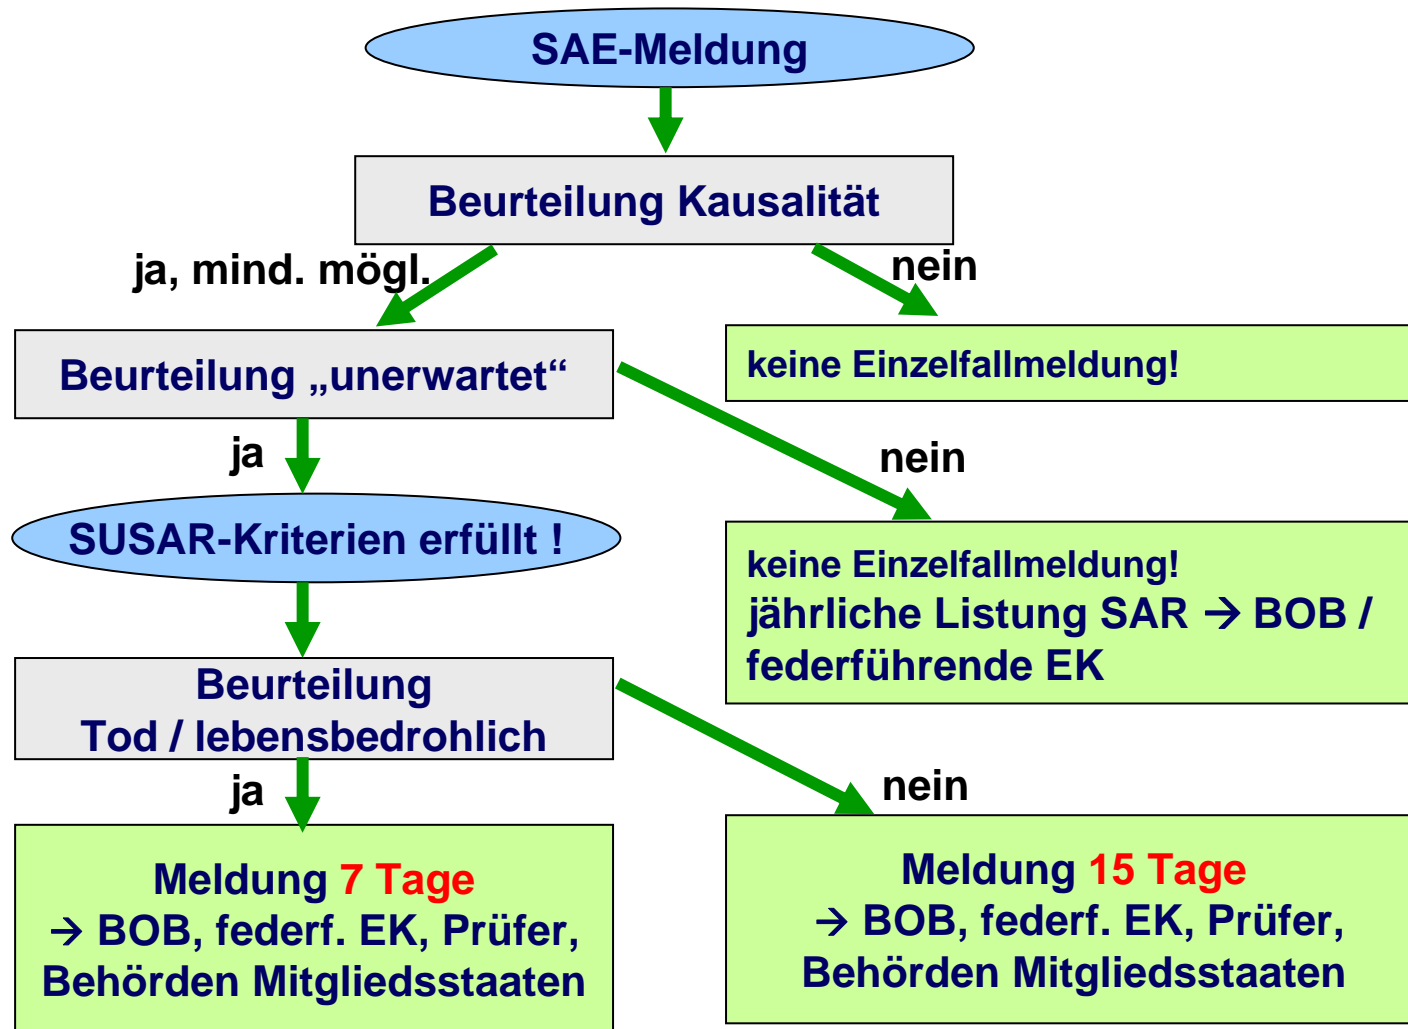 SAE-Meldung
Beurteilung Kausalität
ja, mind. mögl.
nein
Beurteilung „unerwartet“
keine Einzelfallmeldung!
ja
nein
SUSAR-Kriterien erfüllt !
keine Einzelfallmeldung!
jährliche Listung SAR → BOB /
federführende EK
Beurteilung
Tod / lebensbedrohlich
ja
nein
Meldung 7 Tage
→ BOB, federf. EK, Prüfer,
Behörden Mitgliedsstaaten
Meldung 15 Tage
→ BOB, federf. EK, Prüfer,
Behörden Mitgliedsstaaten